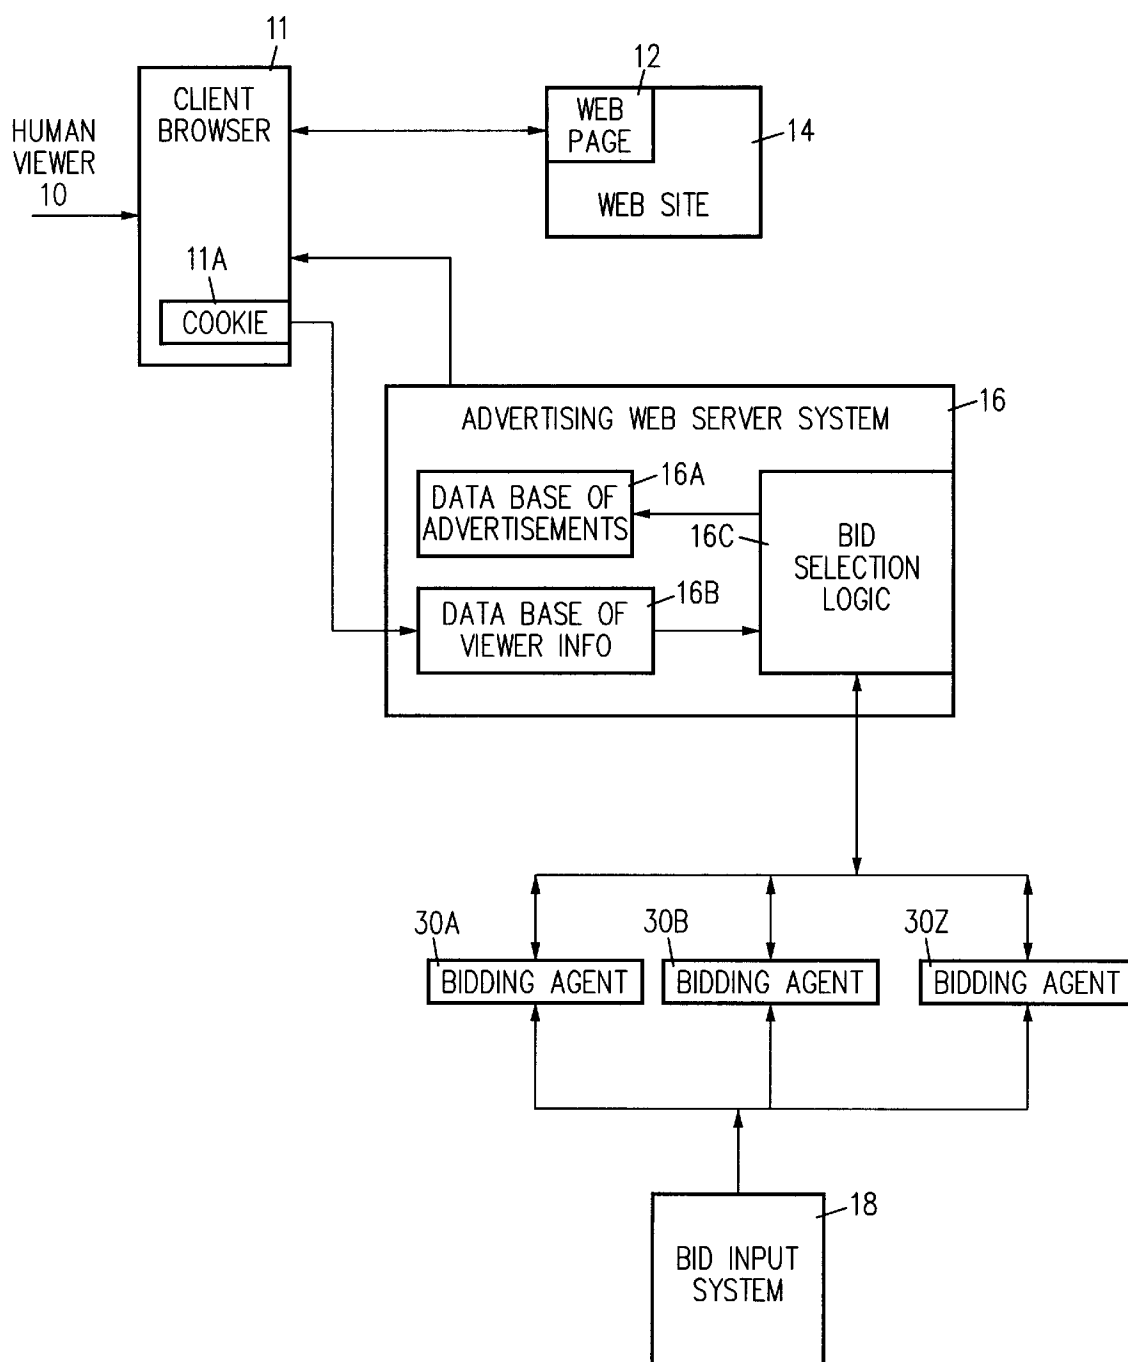 11
12
CLIENT
BROWSER
WEB
PAGE
14
HUMAN
VIEWER
10
WEB SITE
11A
COOKIE
16
ADVERTISING WEB SERVER SYSTEM
16A
DATA BASE OF
ADVERTISEMENTS
16C
BID
SELECTION
LOGIC
16B
DATA BASE OF
VIEWER INFO
30A
30B
30Z
BIDDING AGENT
BIDDING AGENT
BIDDING AGENT
18
BID INPUT
SYSTEM